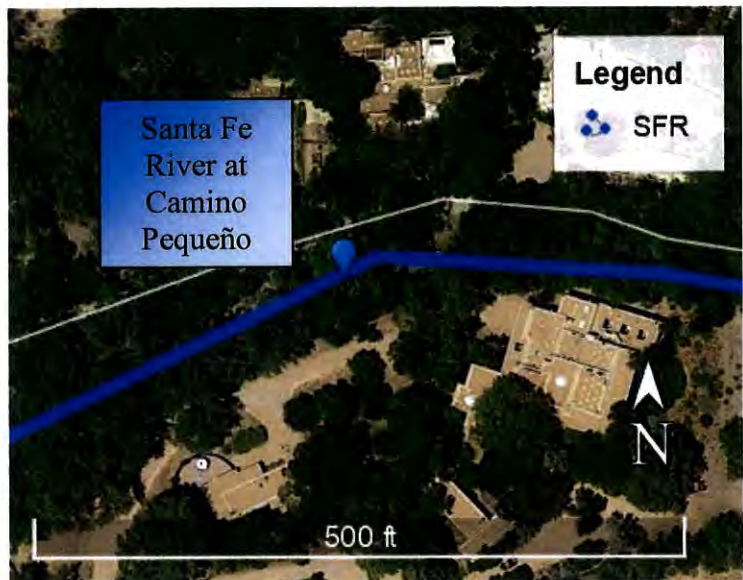 Santa Fe
River at
Camino
Pequeño
Legend
SFR
N
500 ft